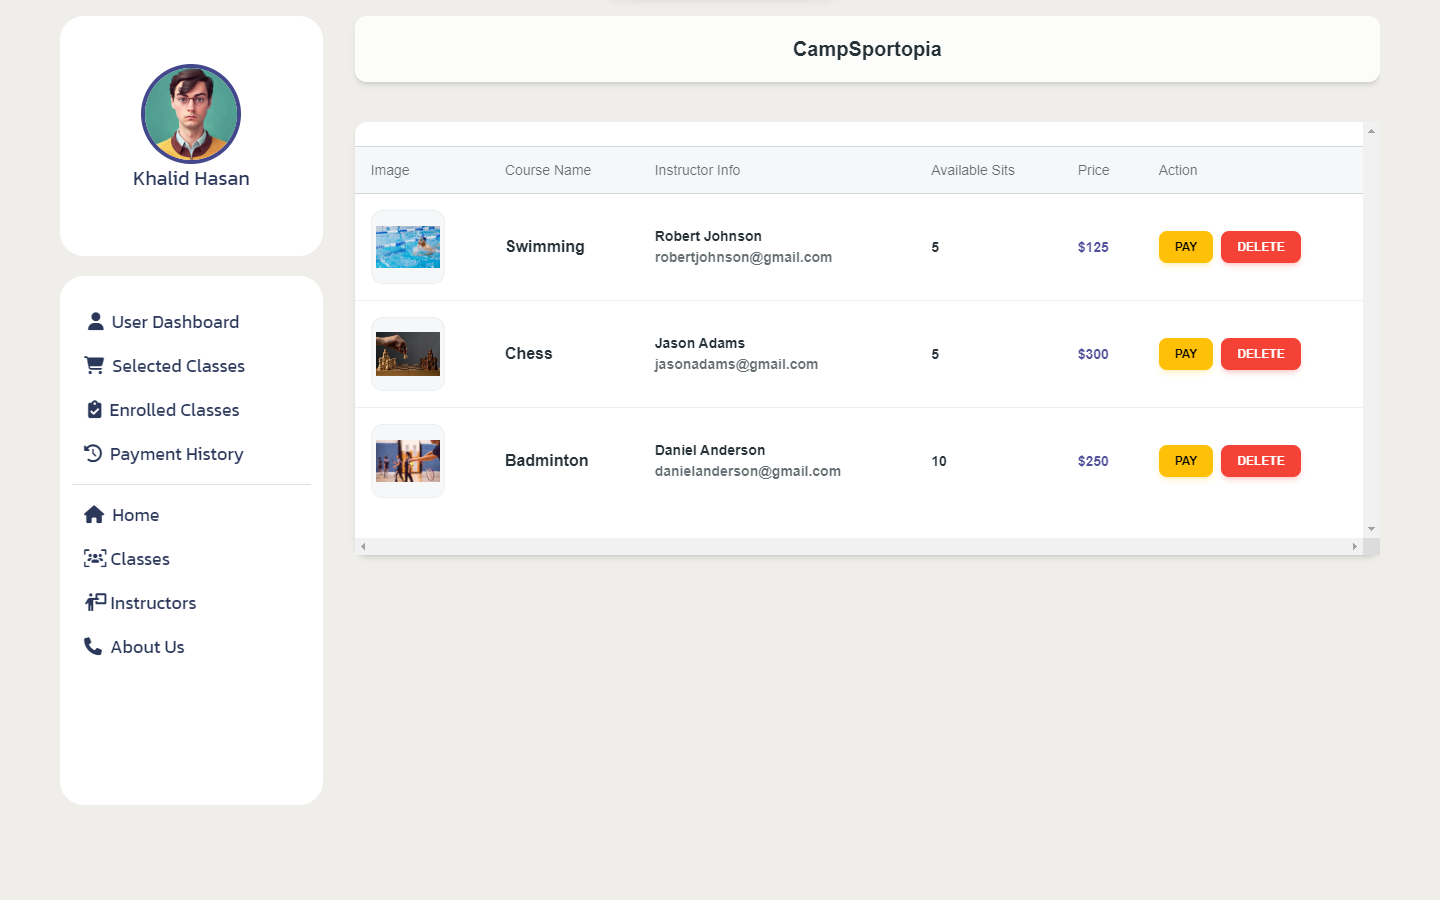 CampSportopia
Khalid Hasan
User Dashboard
Selected Classes
Enrolled Classes
Payment History
Home
Classes
Instructors
About Us
Image Course Name Instructor Info Available Sits Price Action
Swimming Robert Johnson 5 $125 PAY DELETE
robertjohnson@gmail.com
Chess Jason Adams 5 $300 PAY DELETE
jasonadams@gmail.com
Badminton Daniel Anderson 10 $250 PAY DELETE
danielanderson@gmail.com